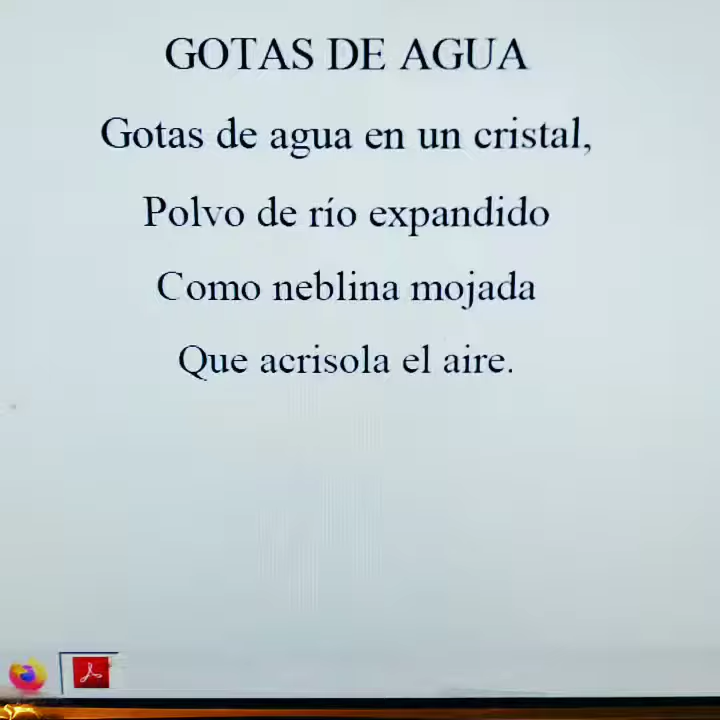 GOTAS DE AGUA
Gotas de agua en un cristal,
Polvo de río expandido
Como neblina mojada
Que acrisola el aire.